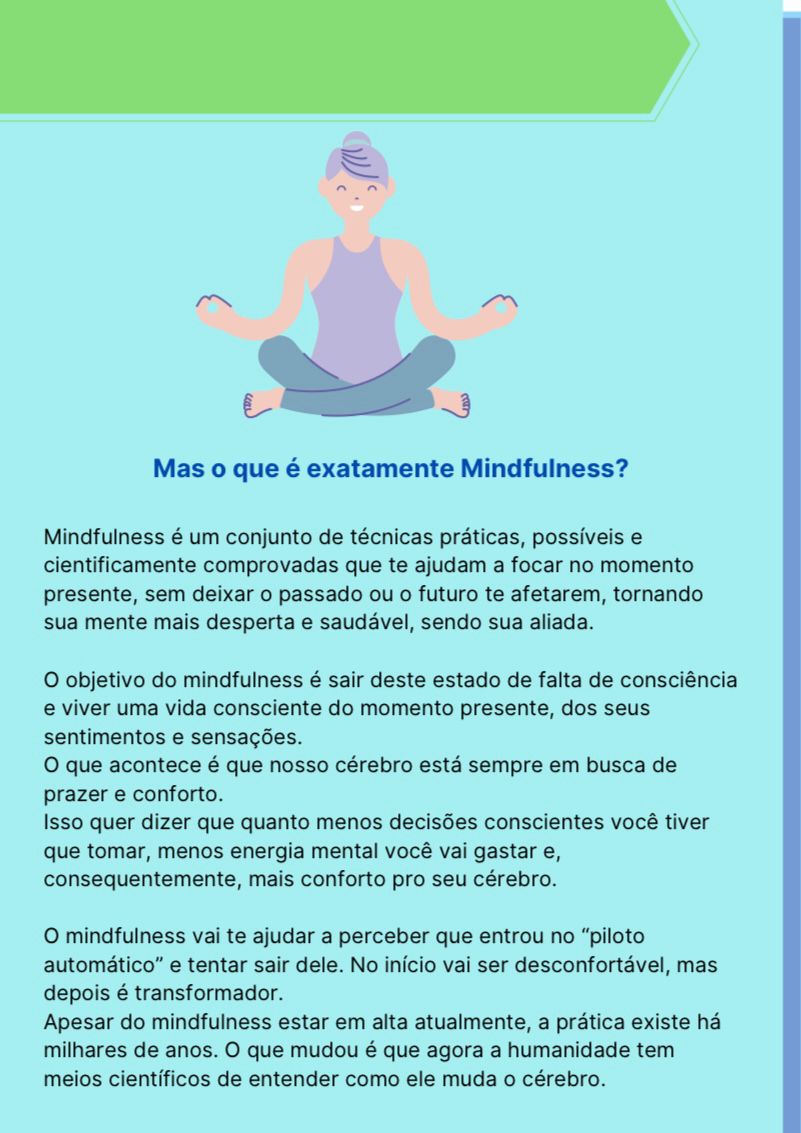 Mas o que é exatamente Mindfulness?
Mindfulness é um conjunto de técnicas práticas, possíveis e
cientificamente comprovadas que te ajudam a focar no momento
presente, sem deixar o passado ou o futuro te afetarem, tornando
sua mente mais desperta e saudável, sendo sua aliada.
O objetivo do mindfulness é sair deste estado de falta de consciência
e viver uma vida consciente do momento presente, dos seus
sentimentos e sensações.
O que acontece é que nosso cérebro está sempre em busca de
prazer e conforto.
Isso quer dizer que quanto menos decisões conscientes você tiver
que tomar, menos energia mental você vai gastar e,
consequentemente, mais conforto pro seu cérebro.
O mindfulness vai te ajudar a perceber que entrou no “piloto
automático” e tentar sair dele. No início vai ser desconfortável, mas
depois é transformador.
Apesar do mindfulness estar em alta atualmente, a prática existe há
milhares de anos. O que mudou é que agora a humanidade tem
meios científicos de entender como ele muda o cérebro.